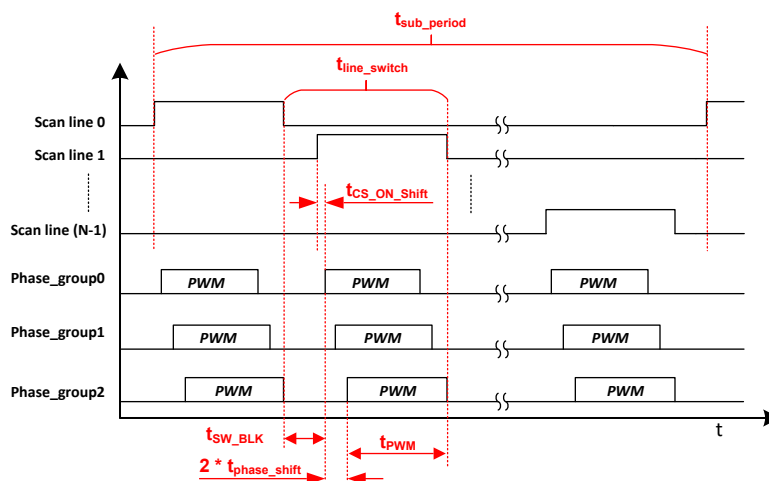 tsub_period
tline_switch
Scan line 0
Scan line 1
tCS_ON_Shift
Scan line (N-1)
Phase_group0 PWM PWM PWM
Phase_group1 PWM PWM PWM
Phase_group2 PWM PWM PWM
t
tSW_BLK tPWM
2 * tphase_shift